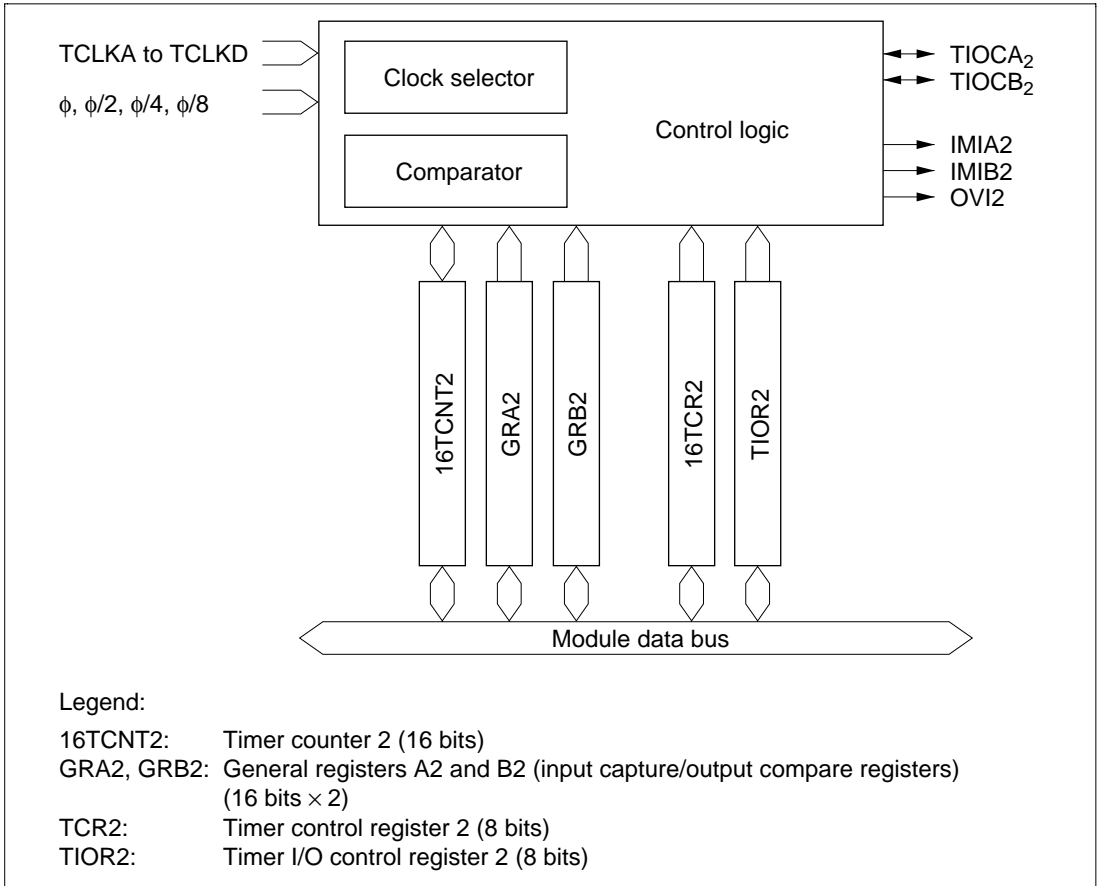 TCLKA to TCLKD
ϕ, ϕ/2, ϕ/4, ϕ/8
Clock selector
Comparator
Control logic
TIOCA2
TIOCB2
IMIA2
IMIB2
OVI2
16TCNT2
GRA2
GRB2
16TCR2
TIOR2
Module data bus
Legend:
16TCNT2: Timer counter 2 (16 bits)
GRA2, GRB2: General registers A2 and B2 (input capture/output compare registers)
(16 bits × 2)
TCR2: Timer control register 2 (8 bits)
TIOR2: Timer I/O control register 2 (8 bits)